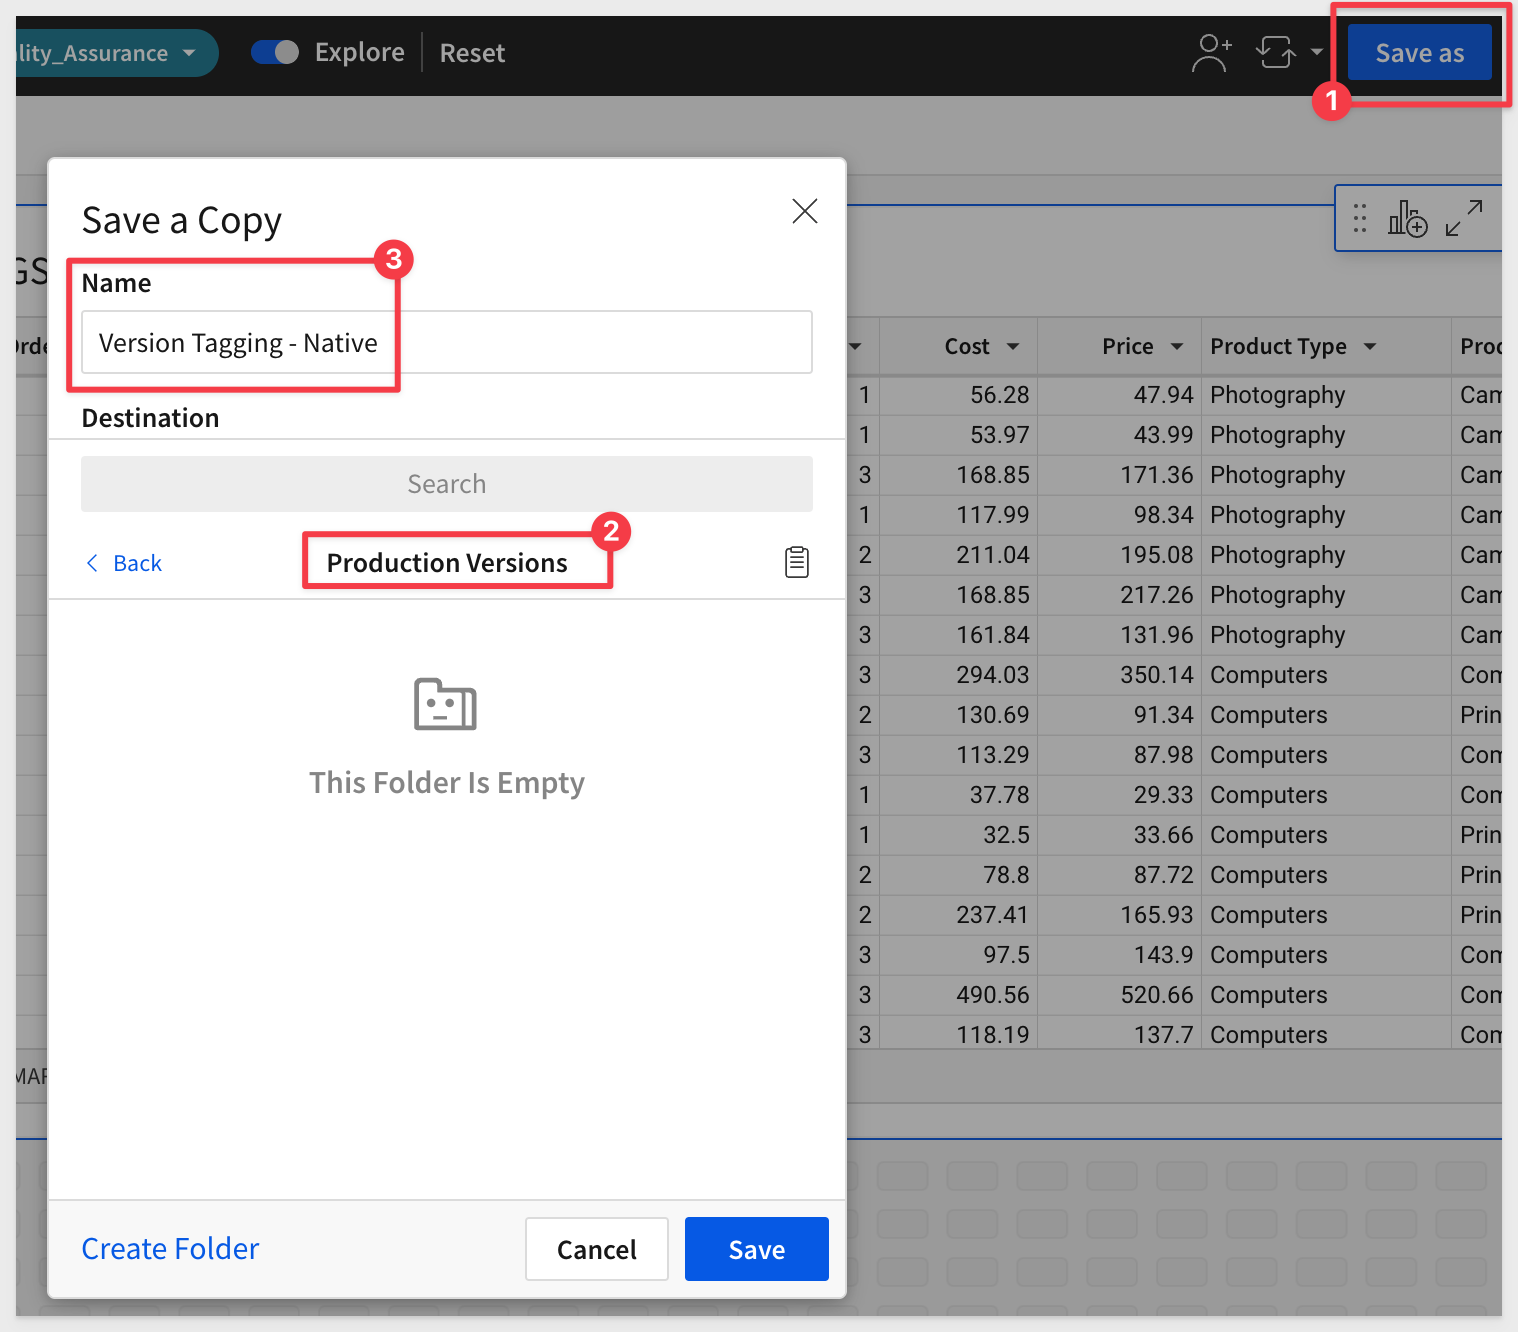 lity_Assurance Explore Reset Save as
1
Save a Copy
3
Name
Version Tagging - Native
Destination
Search
2
Back Production Versions
This Folder Is Empty
Create Folder Cancel Save
Cost Price Product Type Proc
1 56.28 47.94 Photography Cam
1 53.97 43.99 Photography Cam
3 168.85 171.36 Photography Cam
1 117.99 98.34 Photography Cam
2 211.04 195.08 Photography Cam
3 168.85 217.26 Photography Cam
3 161.84 131.96 Photography Cam
3 294.03 350.14 Computers Com
2 130.69 91.34 Computers Prin
3 113.29 87.98 Computers Com
1 37.78 29.33 Computers Com
1 32.5 33.66 Computers Prin
2 78.8 87.72 Computers Prin
2 237.41 165.93 Computers Prin
3 97.5 143.9 Computers Com
3 490.56 520.66 Computers Com
3 118.19 137.7 Computers Com